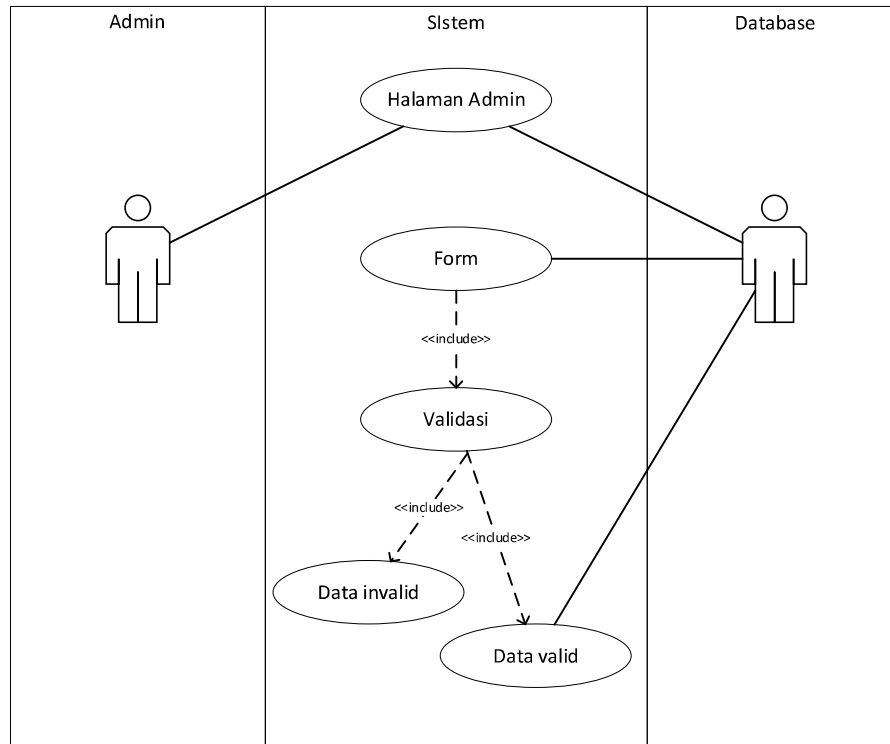 Admin
SIstem
Database
Halaman Admin
Form
<<include>>
Validasi
<<include>>
<<include>>
Data invalid
Data valid